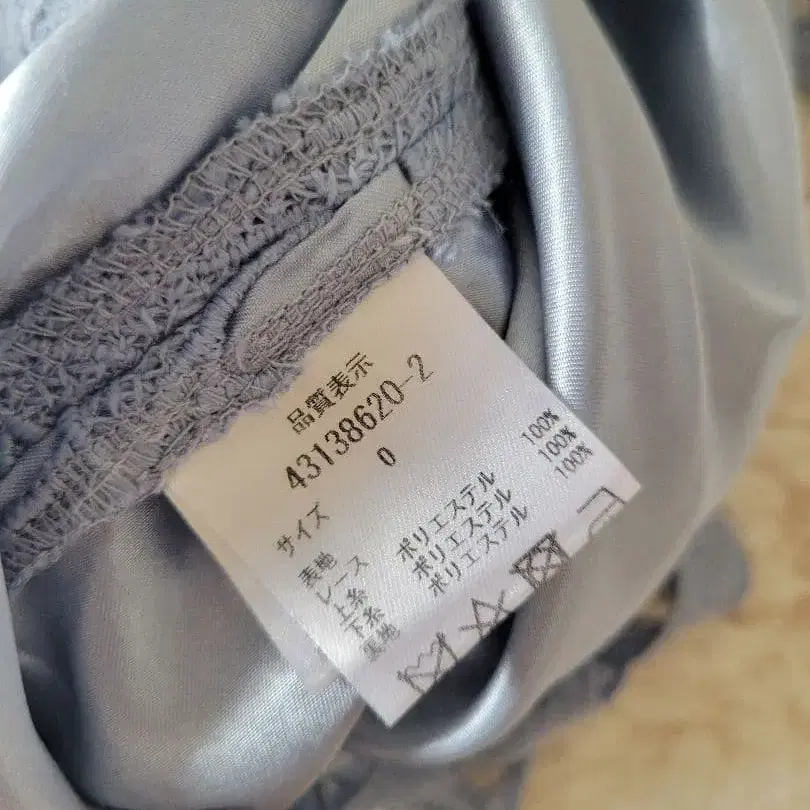 品質表示
43138620-2
サイズ 0
表地 ポリエステル 100%
レース
上糸 ポリエステル 100%
下糸
裏地 ポリエステル 100%